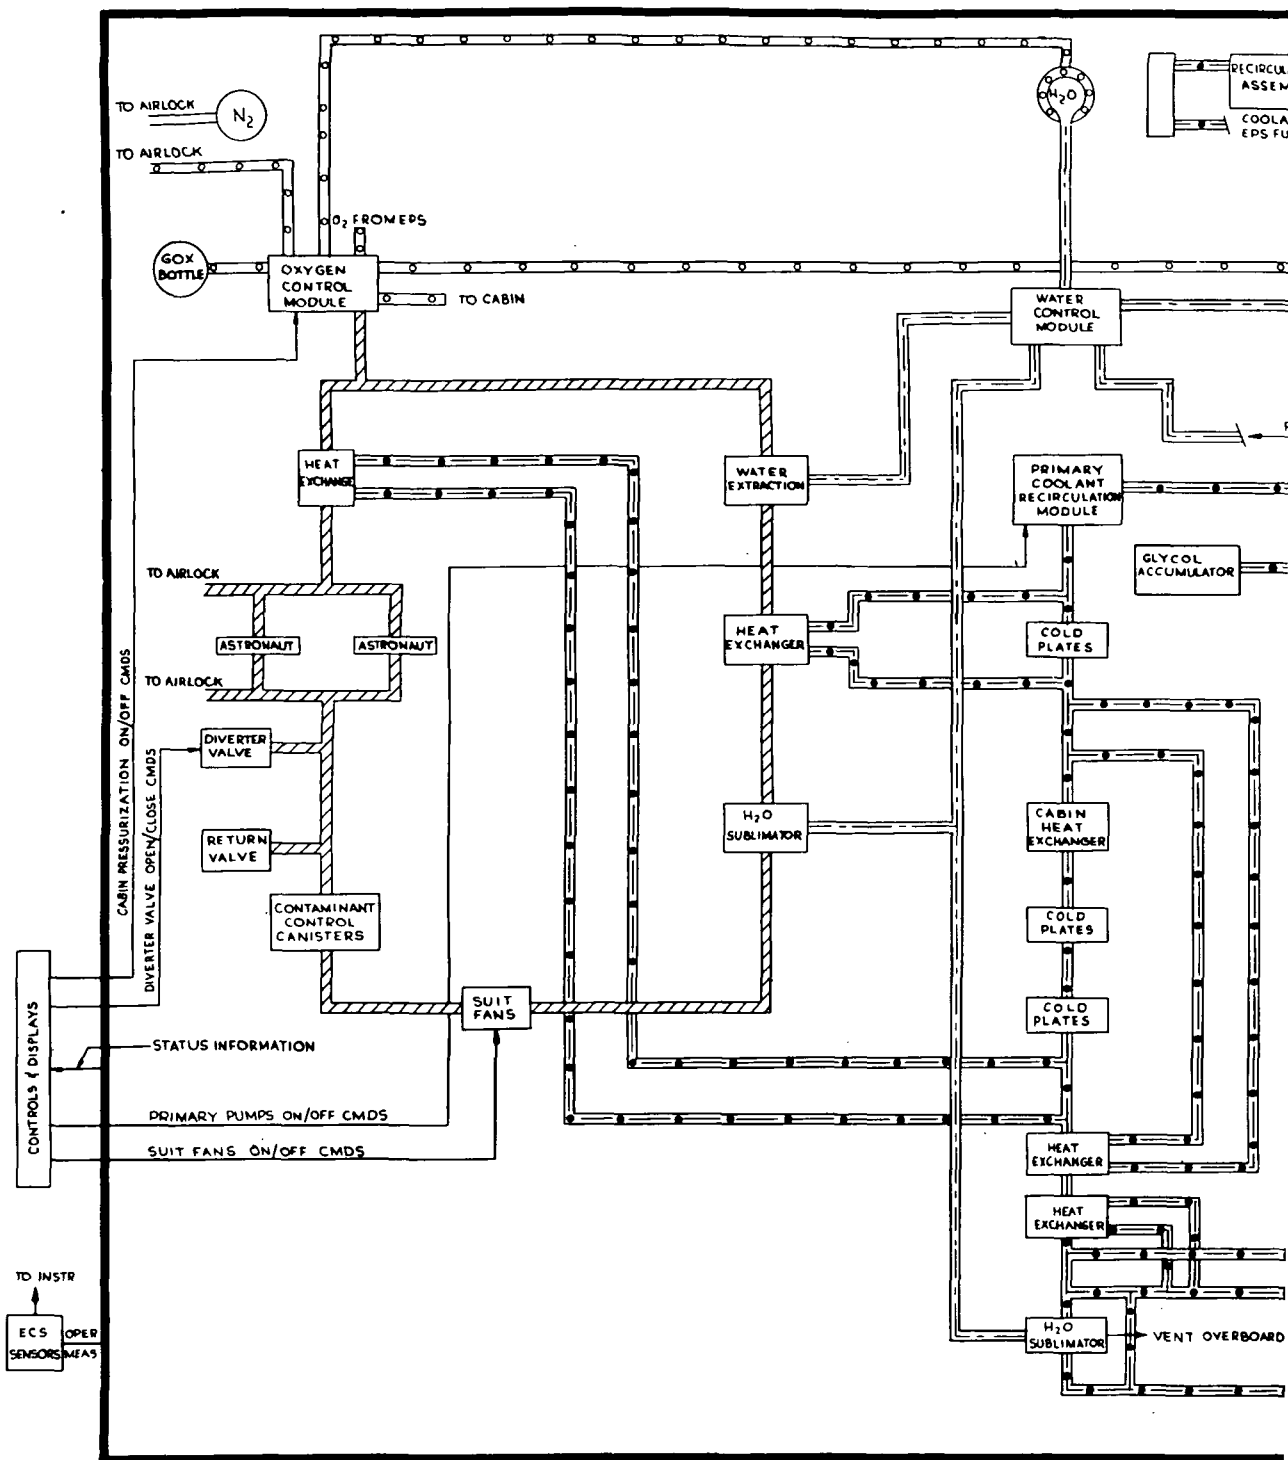 TO AIRLOCK
N2
TO AIRLOCK
H2O
RECIRCUL
ASSEM
COOLA
EPS FU
O2 FROM EPS
GOX
BOTTLE
OXYGEN
CONTROL
MODULE
TO CABIN
WATER
CONTROL
MODULE
HEAT
EXCHANGE
WATER
EXTRACTION
PRIMARY
COOLANT
RECIRCULATION
MODULE
GLYCOL
ACCUMULATOR
TO AIRLOCK
ASTRONAUT
ASTRONAUT
HEAT
EXCHANGER
COLD
PLATES
TO AIRLOCK
CABIN PRESSURIZATION ON/OFF CMDS
DIVERTER VALVE OPEN/CLOSE CMDS
DIVERTER
VALVE
RETURN
VALVE
H2O
SUBLIMATOR
CABIN
HEAT
EXCHANGER
CONTAMINANT
CONTROL
CANISTERS
COLD
PLATES
SUIT
FANS
COLD
PLATES
CONTROLS & DISPLAYS
STATUS INFORMATION
PRIMARY PUMPS ON/OFF CMDS
SUIT FANS ON/OFF CMDS
HEAT
EXCHANGER
HEAT
EXCHANGER
TO INSTR
ECS
SENSORS
OPER
MEAS
H2O
SUBLIMATOR
VENT OVERBOARD